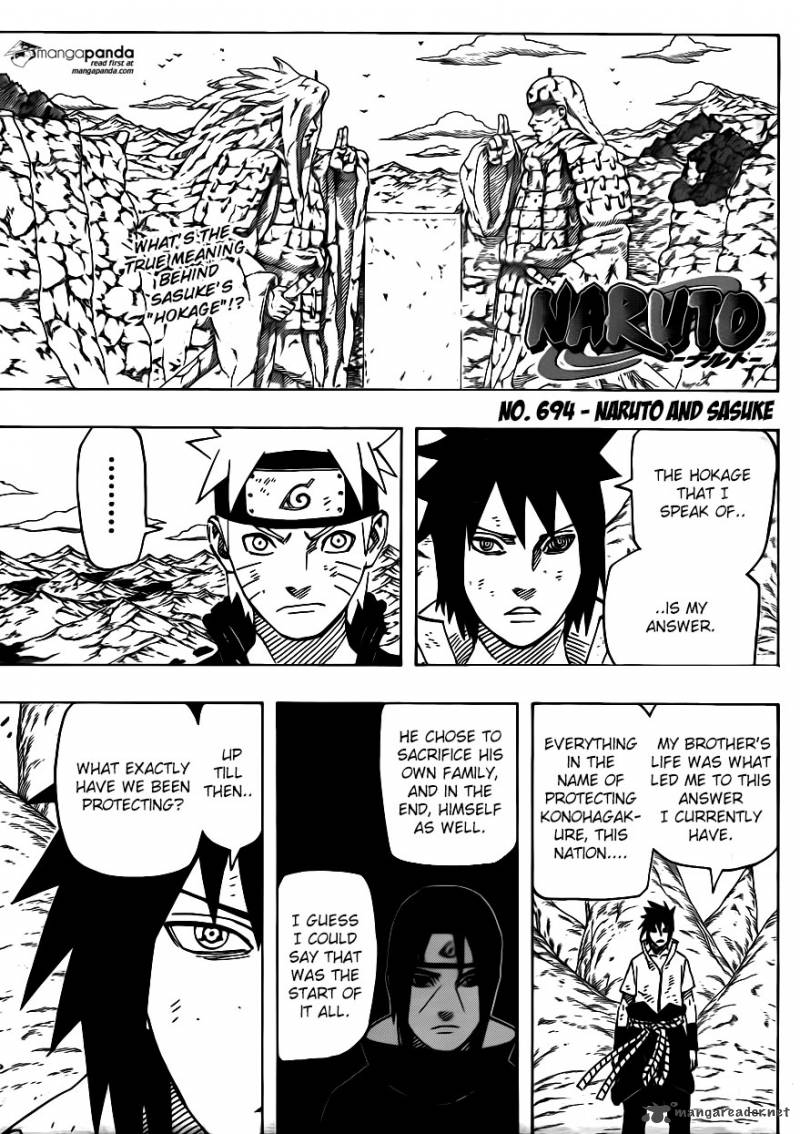 mangapanda
read first at
mangapanda.com
WHAT'S THE
TRUE MEANING
BEHIND
SASUKE'S
"HOKAGE"!?
NARUTO
-ナルト-
NO. 694 - NARUTO AND SASUKE
THE HOKAGE
THAT I
SPEAK OF..
..IS MY
ANSWER.
........
MY BROTHER'S
LIFE WAS WHAT
LED ME TO THIS
ANSWER
I CURRENTLY
HAVE.
EVERYTHING
IN THE
NAME OF
PROTECTING
KONOHAGAK-
URE, THIS
NATION....
HE CHOSE TO
SACRIFICE HIS
OWN FAMILY,
AND IN THE
END, HIMSELF
AS WELL.
I GUESS
I COULD
SAY THAT
WAS THE
START OF
IT ALL.
UP
TILL
THEN..
WHAT EXACTLY
HAVE WE BEEN
PROTECTING?
mangareader.net